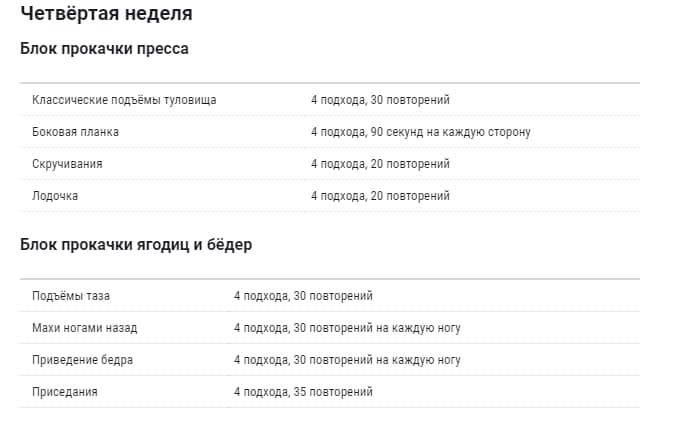 Четвёртая неделя
Блок прокачки пресса
Классические подъёмы туловища 4 подхода, 30 повторений
Боковая планка 4 подхода, 90 секунд на каждую сторону
Скручивания 4 подхода, 20 повторений
Лодочка 4 подхода, 20 повторений
Блок прокачки ягодиц и бёдер
Подъёмы таза 4 подхода, 30 повторений
Махи ногами назад 4 подхода, 30 повторений на каждую ногу
Приведение бедра 4 подхода, 30 повторений на каждую ногу
Приседания 4 подхода, 35 повторений